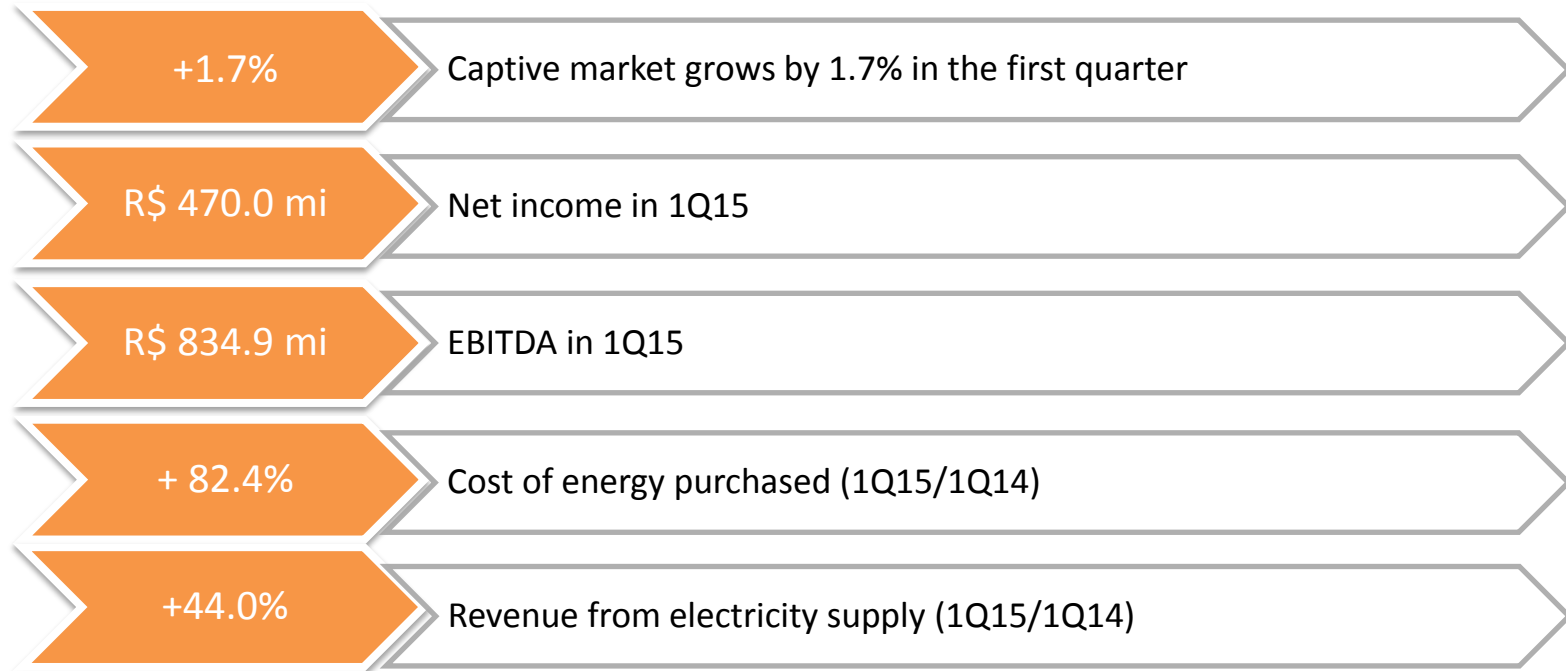 +1.7%
Captive market grows by 1.7% in the first quarter
R$ 470.0 mi
Net income in 1Q15
R$ 834.9 mi
EBITDA in 1Q15
+ 82.4%
Cost of energy purchased (1Q15/1Q14)
+44.0%
Revenue from electricity supply (1Q15/1Q14)